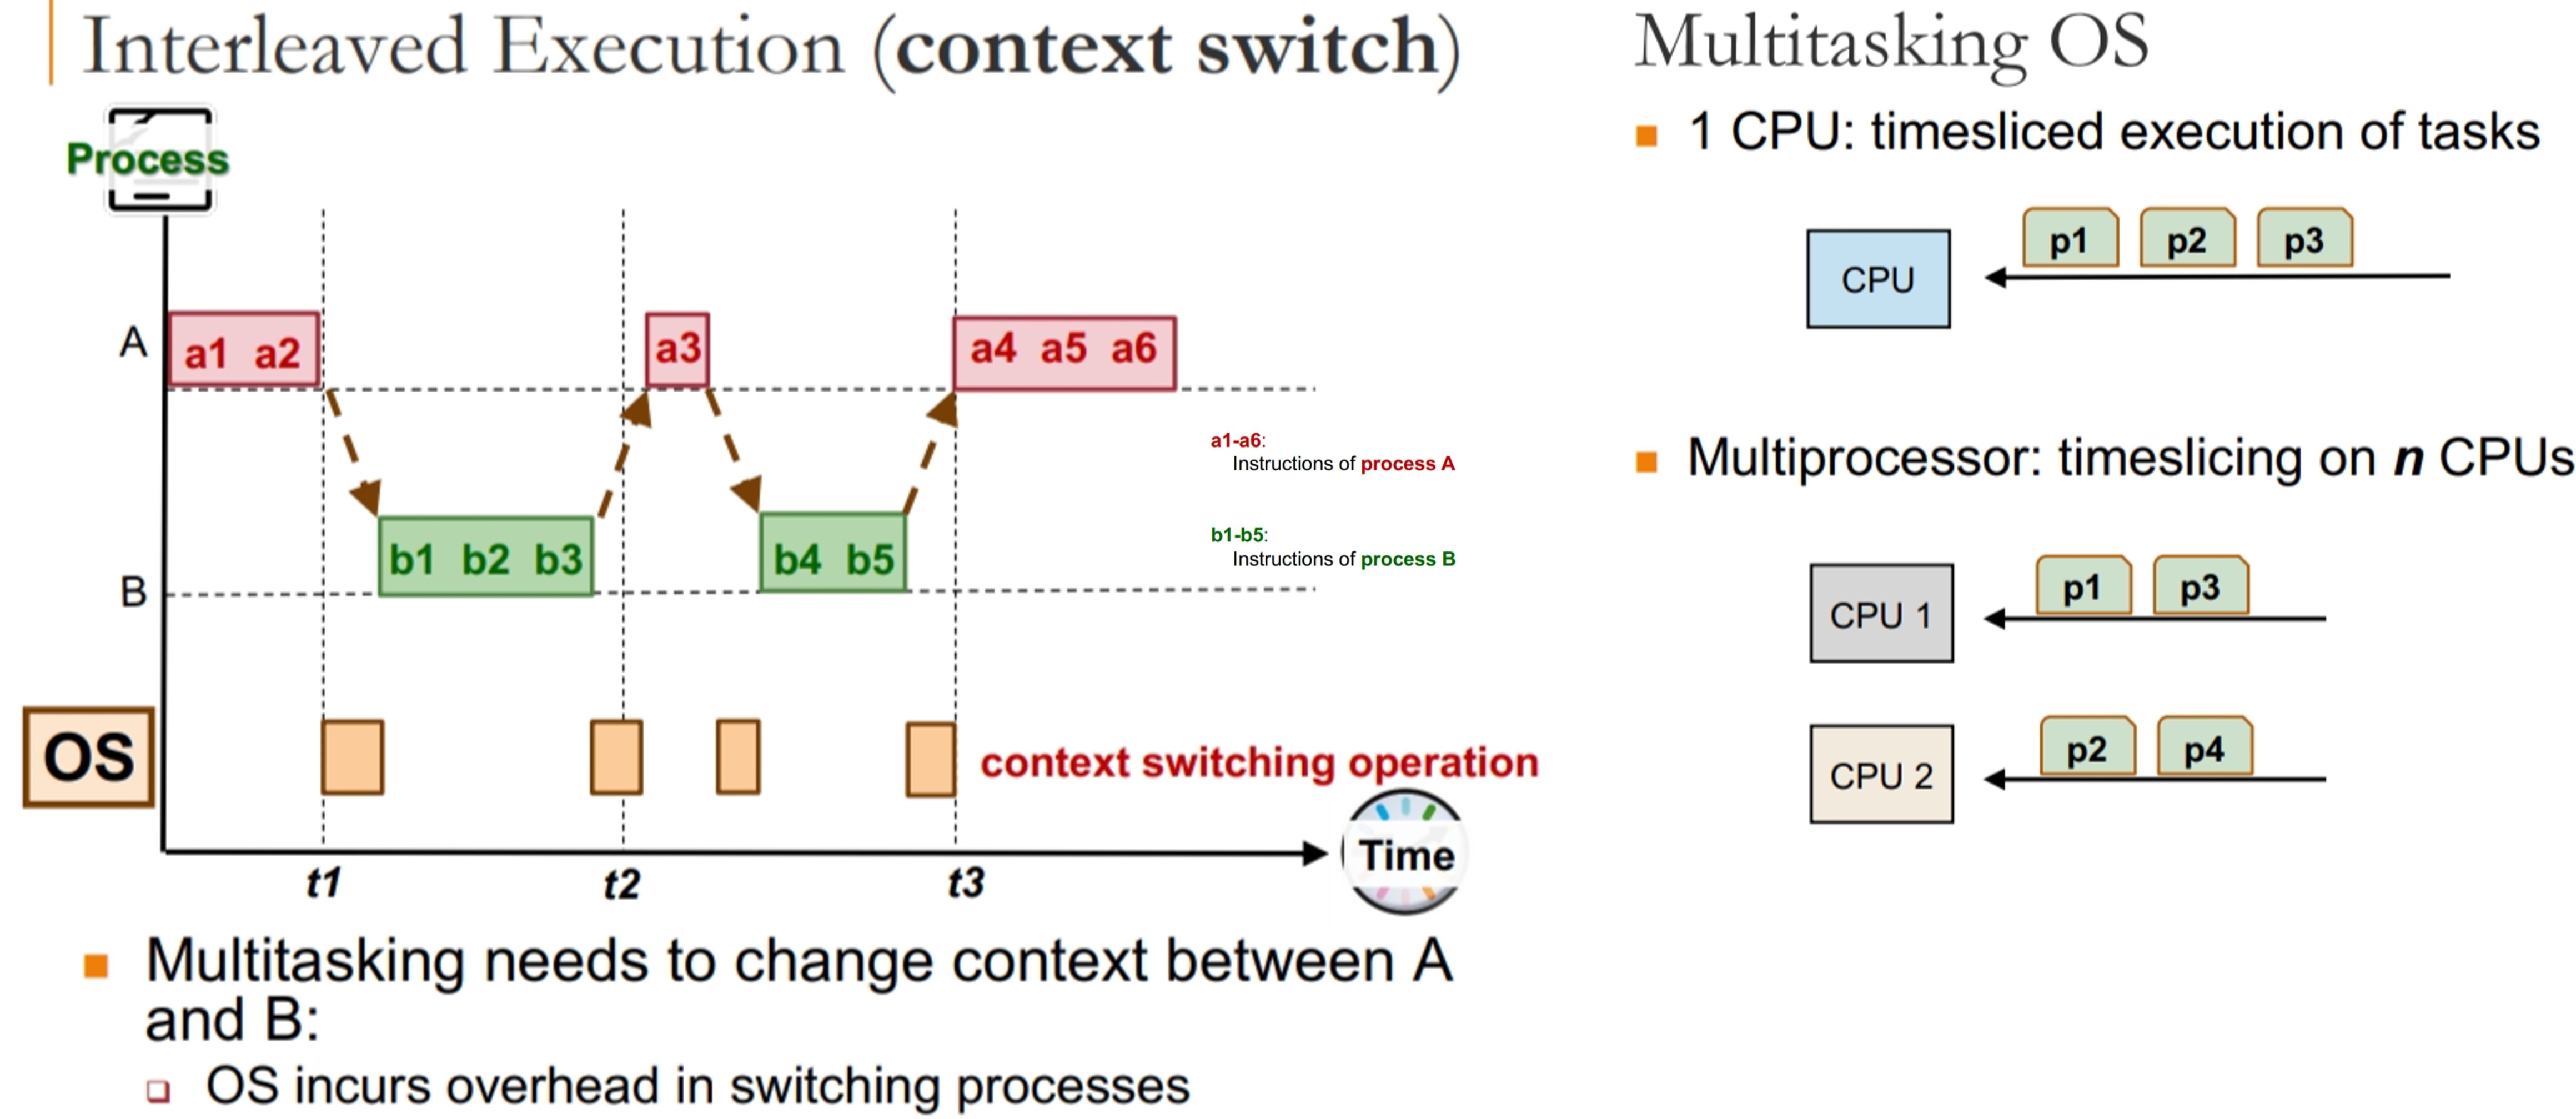 Interleaved Execution (context switch)
Process
A
a1 a2
a3
a4 a5 a6
a1-a6:
Instructions of process A
b1-b5:
Instructions of process B
B
b1 b2 b3
b4 b5
OS
context switching operation
Time
t1
t2
t3
■ Multitasking needs to change context between A
and B:
❑ OS incurs overhead in switching processes
Multitasking OS
■ 1 CPU: timesliced execution of tasks
CPU
p1
p2
p3
■ Multiprocessor: timeslicing on n CPUs
CPU 1
p1
p3
CPU 2
p2
p4